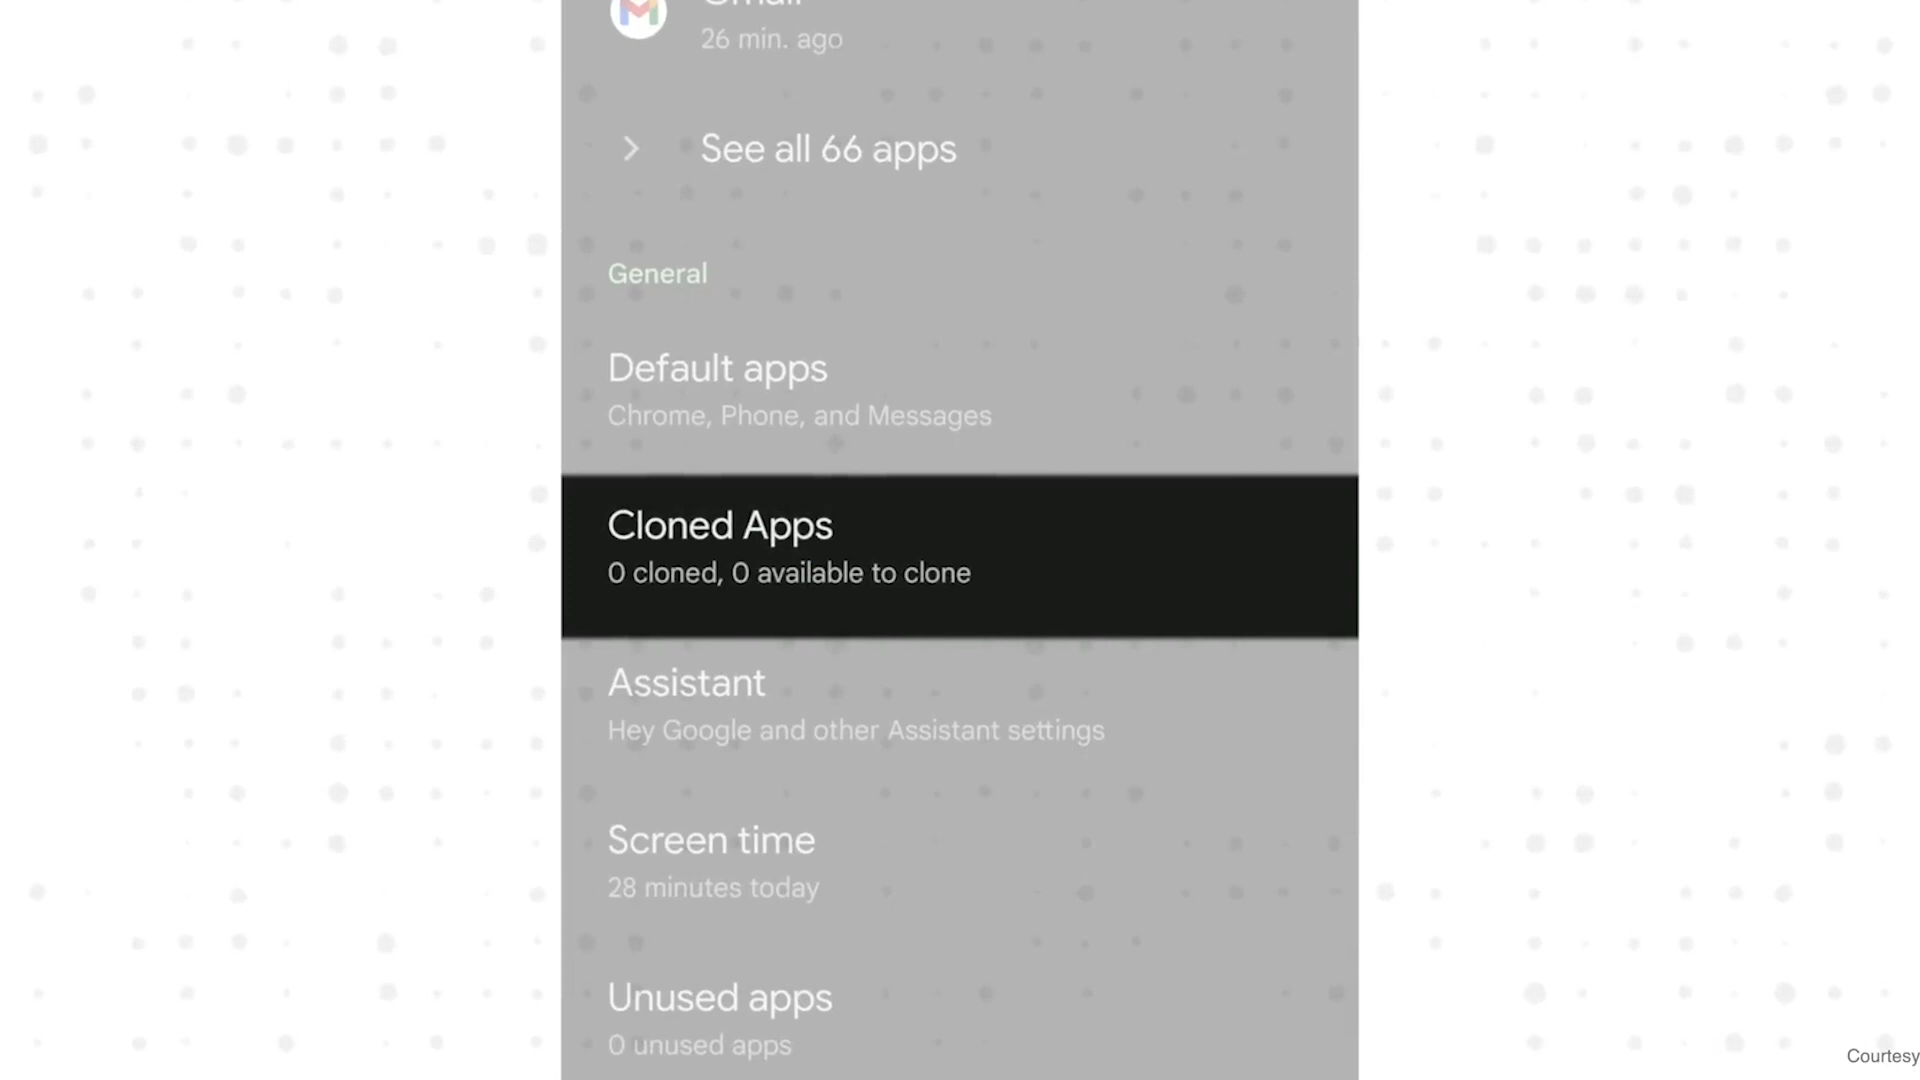 Gmail
26 min. ago
See all 66 apps
General
Default apps
Chrome, Phone, and Messages
Cloned Apps
0 cloned, 0 available to clone
Assistant
Hey Google and other Assistant settings
Screen time
28 minutes today
Unused apps
0 unused apps
Courtesy